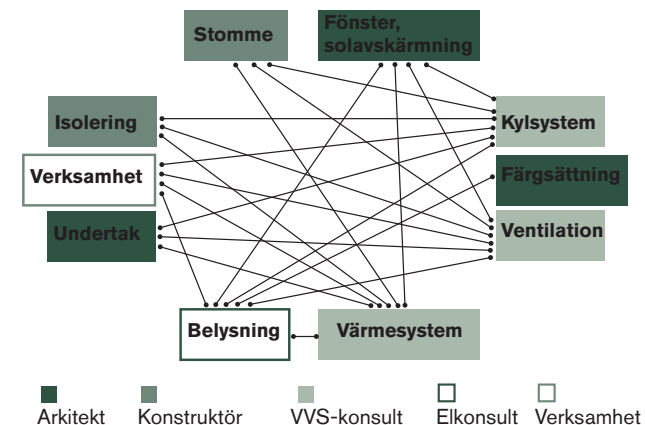 Stomme
Fönster,
solavskärmning
Isolering
Kylsystem
Verksamhet
Färgsättning
Undertak
Ventilation
Belysning
Värmesystem
Arkitekt
Konstruktör
VVS-konsult
Elkonsult
Verksamhet